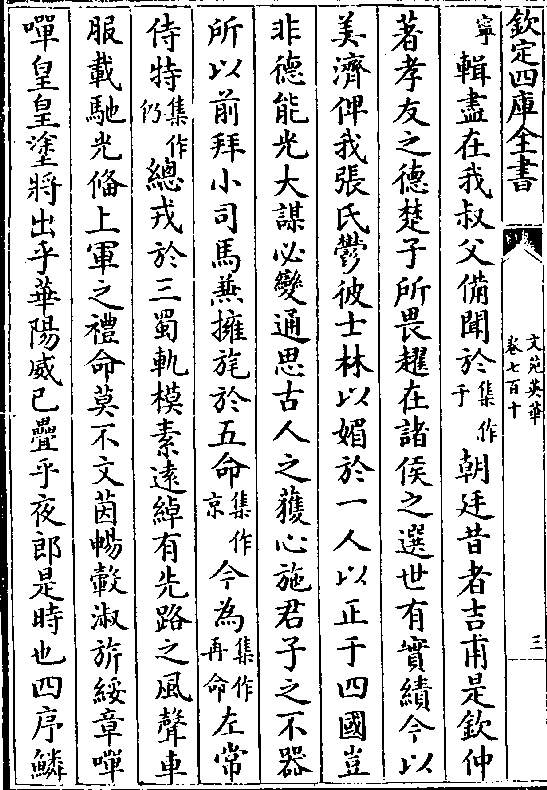 欽定四庫全書
文苑英華
卷七百十
三
寧輯盡在我叔父備聞於集作于朝廷昔者吉甫是欽仲
著孝友之德楚子所畏趯在諸侯之選世有實績今以
美濟俾我張氏鬱彼士林以媚於一人以正于四國豈
非德能光大謀必變通思古人之獲心施君子之不器
所以前拜小司馬兼擁旄於五命集作京今為集作再命左常
侍特集作仍總戎於三蜀軌模素遠綽有先路之風聲車
服載馳光偹上軍之禮命莫不文茵暢轂淑旂綏章嘽
嘽皇皇塗將出乎華陽威已疊乎夜郎是時也四序鱗